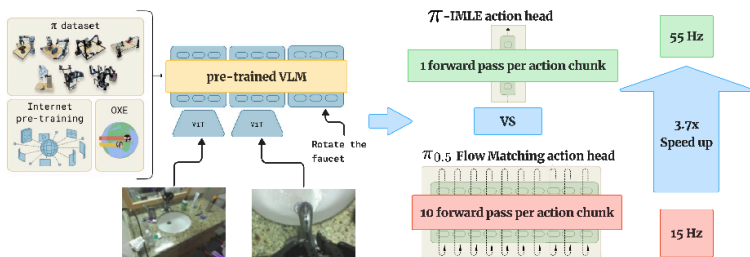 π dataset
Internet
pre-training
OXE
pre-trained VLM
ViT
ViT
Rotate the
faucet
π-IMLE action head
1 forward pass per action chunk
VS
π0.5 Flow Matching action head
10 forward pass per action chunk
55 Hz
3.7x
Speed up
15 Hz